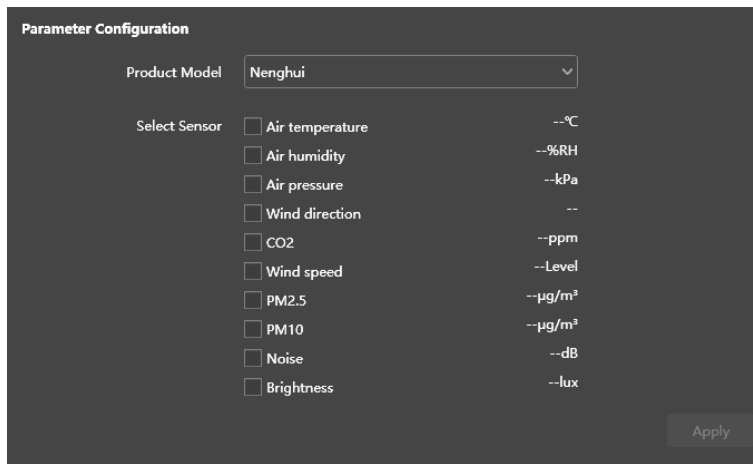 Parameter Configuration
Product Model Nenghui
Select Sensor Air temperature --℃
Air humidity --%RH
Air pressure --kPa
Wind direction --
CO2 --ppm
Wind speed --Level
PM2.5 --µg/m³
PM10 --µg/m³
Noise --dB
Brightness --lux
Apply